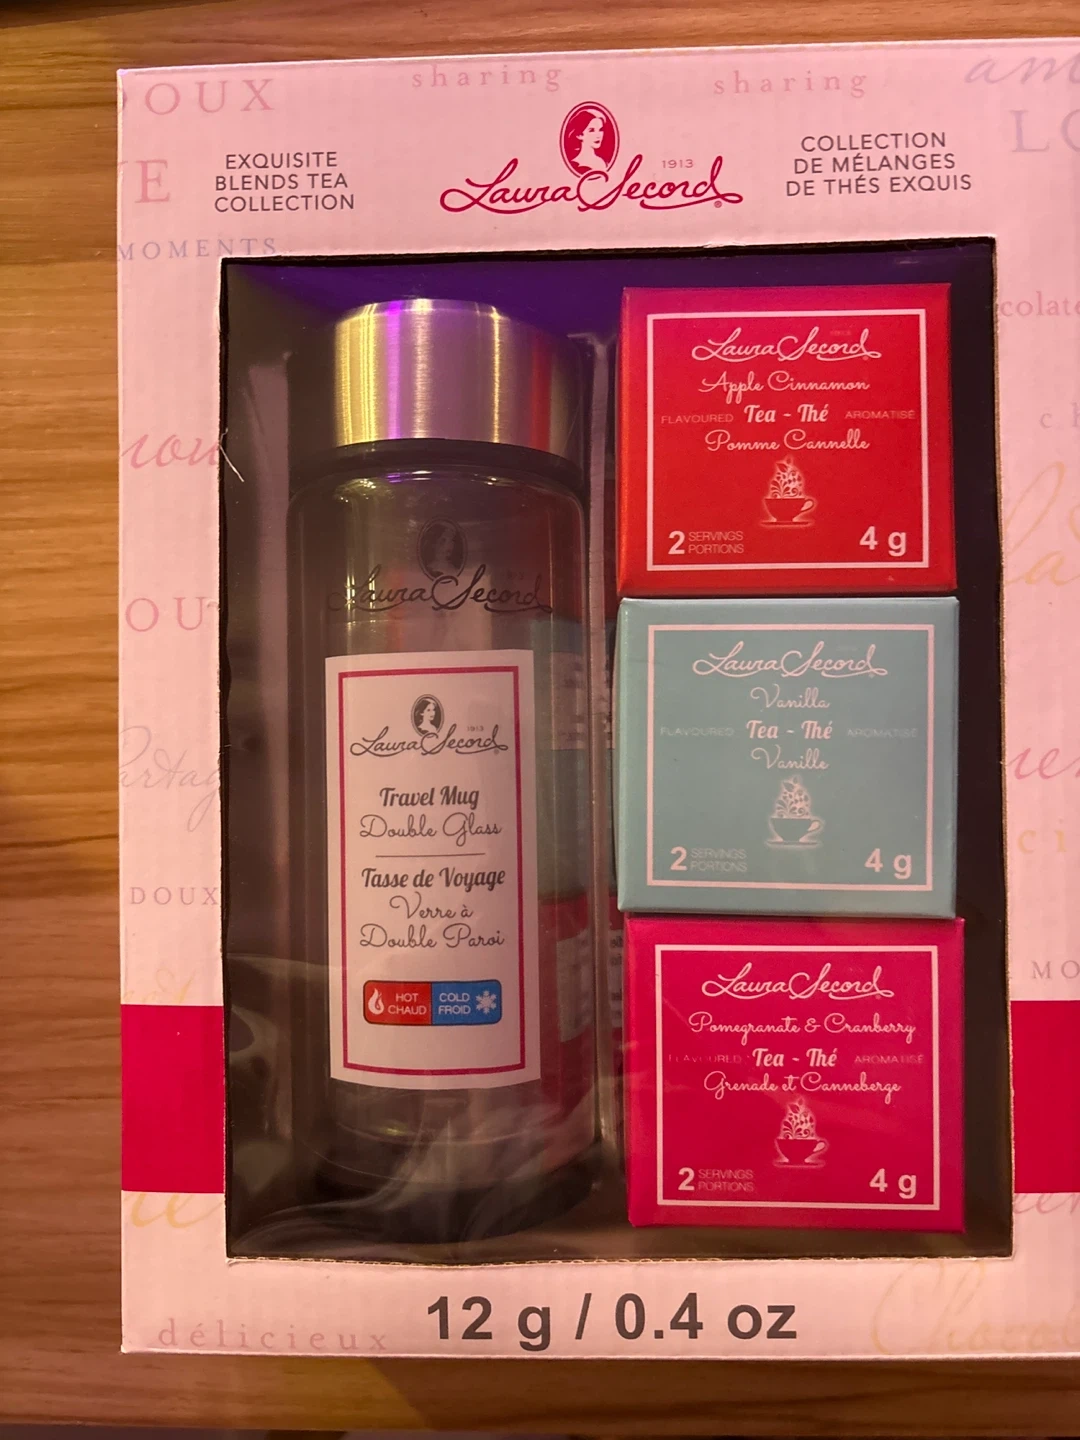 sharing
sharing
OUX
EXQUISITE
BLENDS TEA
COLLECTION
1913
Laura Secord
COLLECTION
DE MÉLANGES
DE THÉS EXQUIS
MOMENTS
Laura Secord
Laura Secord
1913
Travel Mug
Double Glass
Tasse de Voyage
Verre à
Double Paroi
HOT
CHAUD
COLD
FROID
Laura Secord
Apple Cinnamon
FLAVOURED Tea - Thé AROMATISÉ
Pomme Cannelle
2 SERVINGS
PORTIONS
4 g
Laura Secord
Vanilla
FLAVOURED Tea - Thé AROMATISÉ
Vanille
2 SERVINGS
PORTIONS
4 g
Laura Secord
Pomegranate & Cranberry
FLAVOURED Tea - Thé AROMATISÉ
Grenade et Canneberge
2 SERVINGS
PORTIONS
4 g
DOUX
délicieux
12 g / 0.4 oz